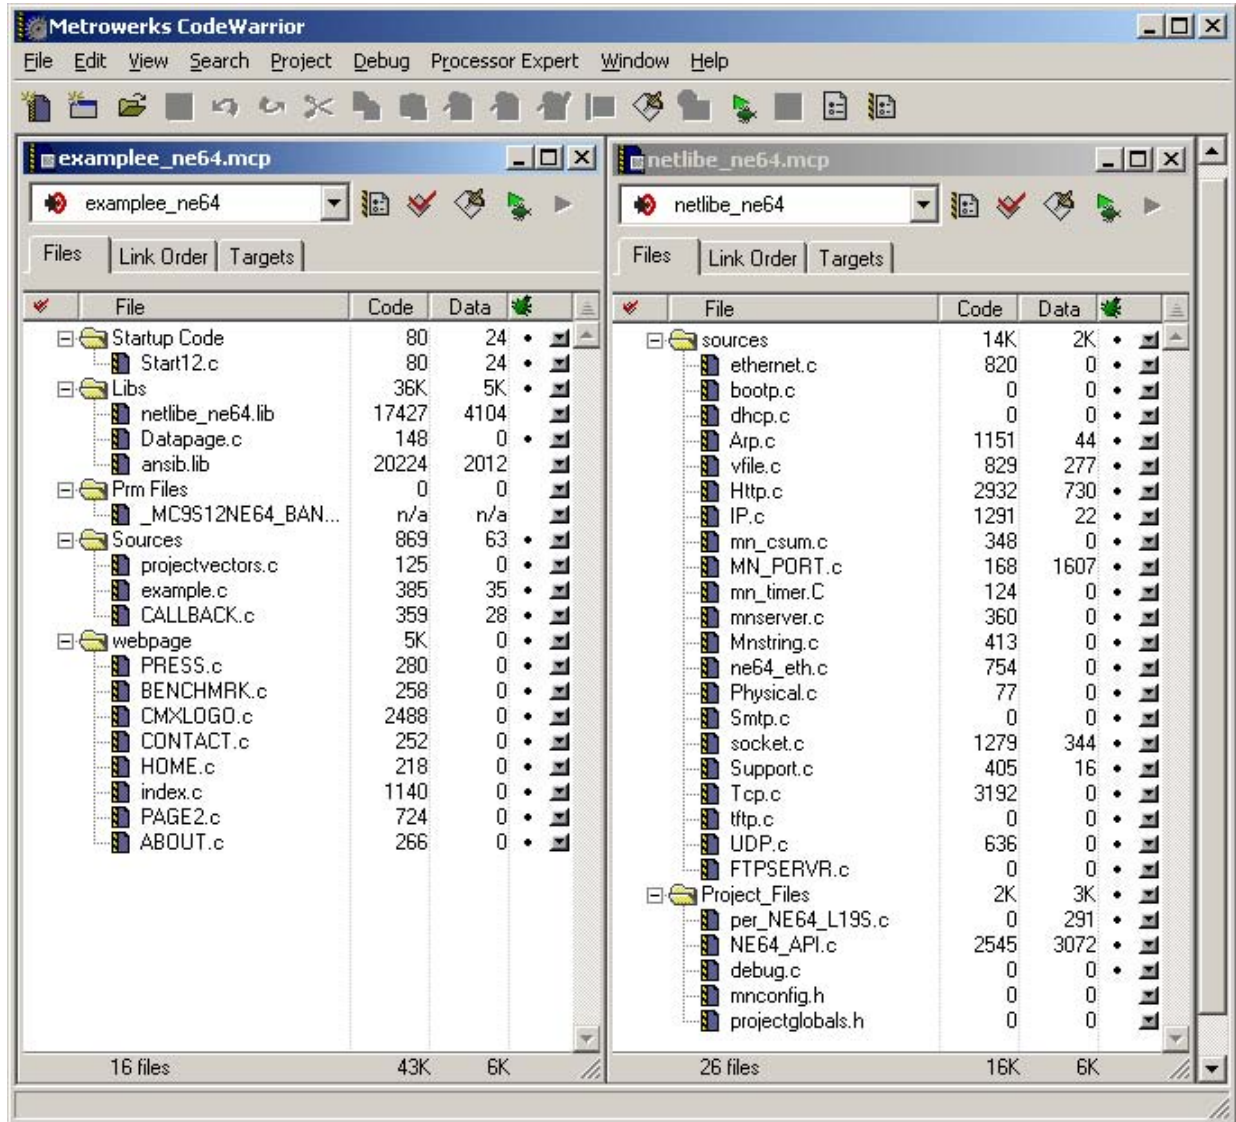 Metrowerks CodeWarrior
File Edit View Search Project Debug Processor Expert Window Help
examplee_ne64.mcp
examplee_ne64
Files Link Order Targets
File Code Data
Startup Code 80 24
Start12.c 80 24
Libs 36K 5K
netlibe_ne64.lib 17427 4104
Datapage.c 148 0
ansib.lib 20224 2012
Prm Files 0 0
_MC9S12NE64_BAN... n/a n/a
Sources 869 63
projectvectors.c 125 0
example.c 385 35
CALLBACK.c 359 28
webpage 5K 0
PRESS.c 280 0
BENCHMRK.c 258 0
CMXLOGO.c 2488 0
CONTACT.c 252 0
HOME.c 218 0
index.c 1140 0
PAGE2.c 724 0
ABOUT.c 266 0
16 files 43K 6K
netlibe_ne64.mcp
netlibe_ne64
Files Link Order Targets
File Code Data
sources 14K 2K
ethernet.c 820 0
bootp.c 0 0
dhcp.c 0 0
Arp.c 1151 44
vfile.c 829 277
Http.c 2932 730
IP.c 1291 22
mn_csum.c 348 0
MN_PORT.c 168 1607
mn_timer.C 124 0
mnserver.c 360 0
Mnstring.c 413 0
ne64_eth.c 754 0
Physical.c 77 0
Smtp.c 0 0
socket.c 1279 344
Support.c 405 16
Tcp.c 3192 0
tftp.c 0 0
UDP.c 636 0
FTPSERVR.c 0 0
Project_Files 2K 3K
per_NE64_L19S.c 0 291
NE64_API.c 2545 3072
debug.c 0 0
mnconfig.h 0 0
projectglobals.h 0 0
26 files 16K 6K